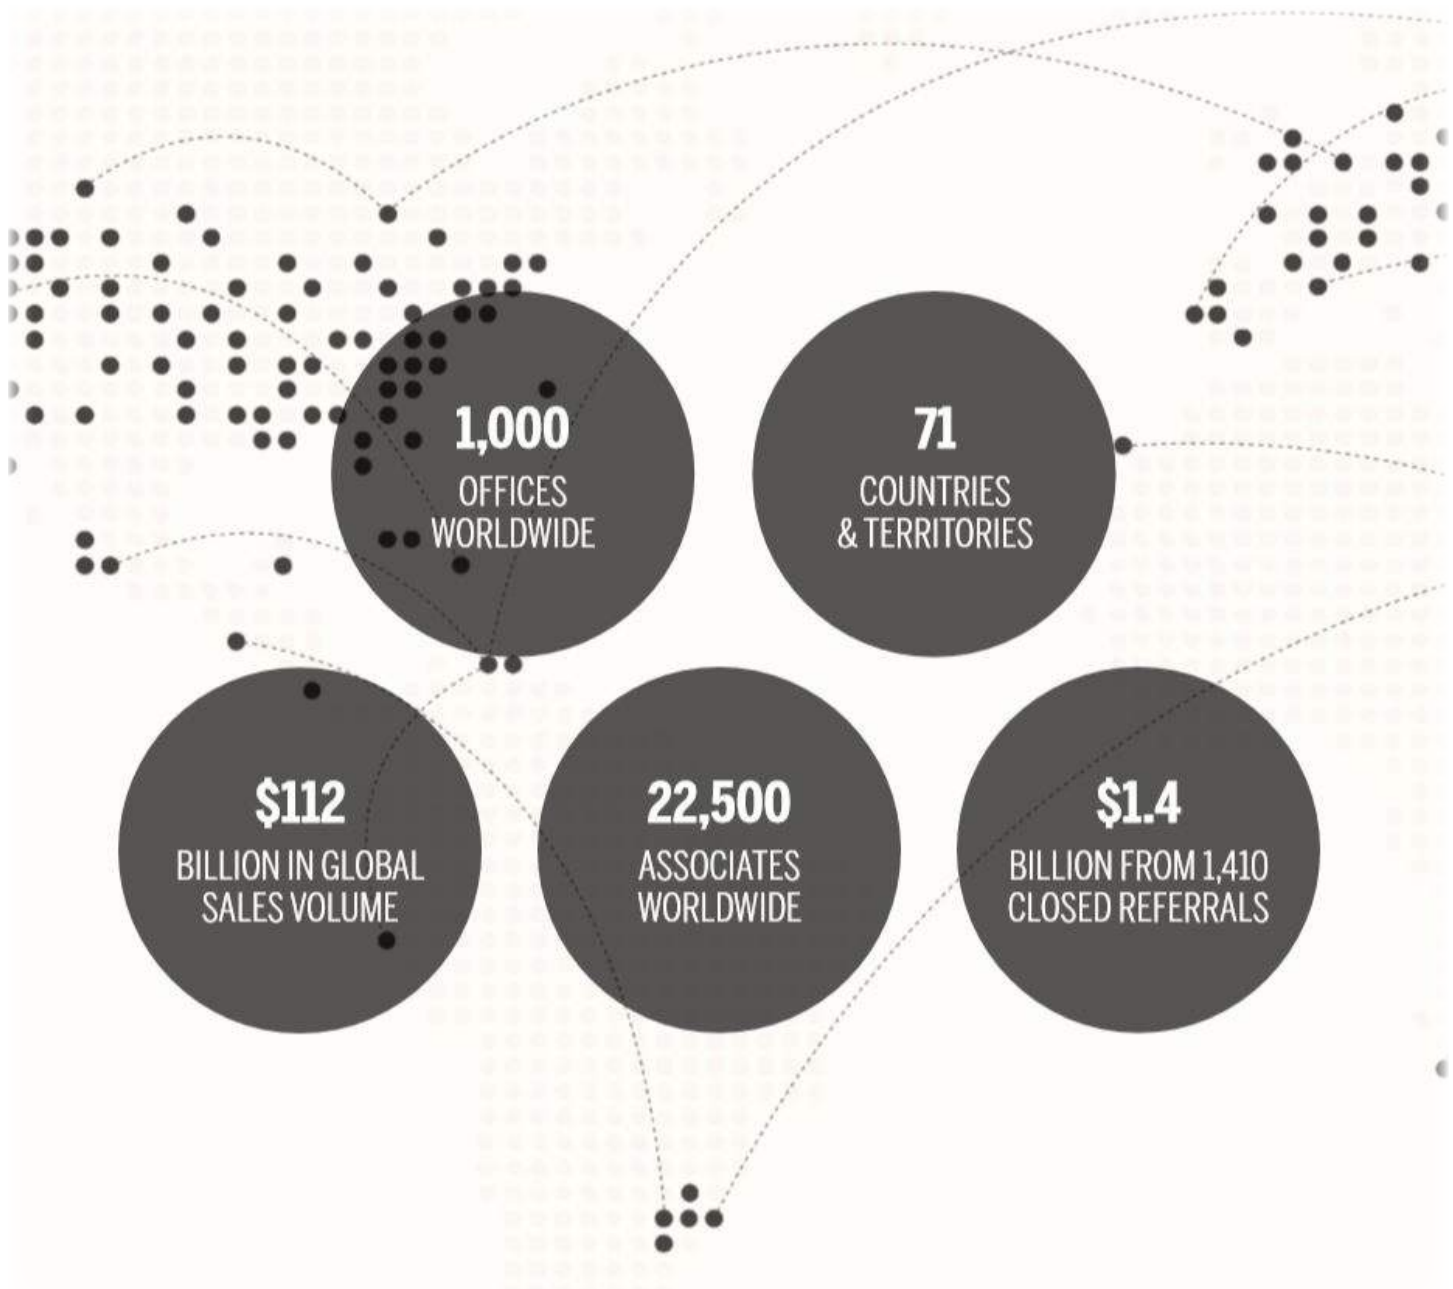 1,000
OFFICES
WORLDWIDE
71
COUNTRIES
& TERRITORIES
$112
BILLION IN GLOBAL
SALES VOLUME
22,500
ASSOCIATES
WORLDWIDE
$1.4
BILLION FROM 1,410
CLOSED REFERRALS